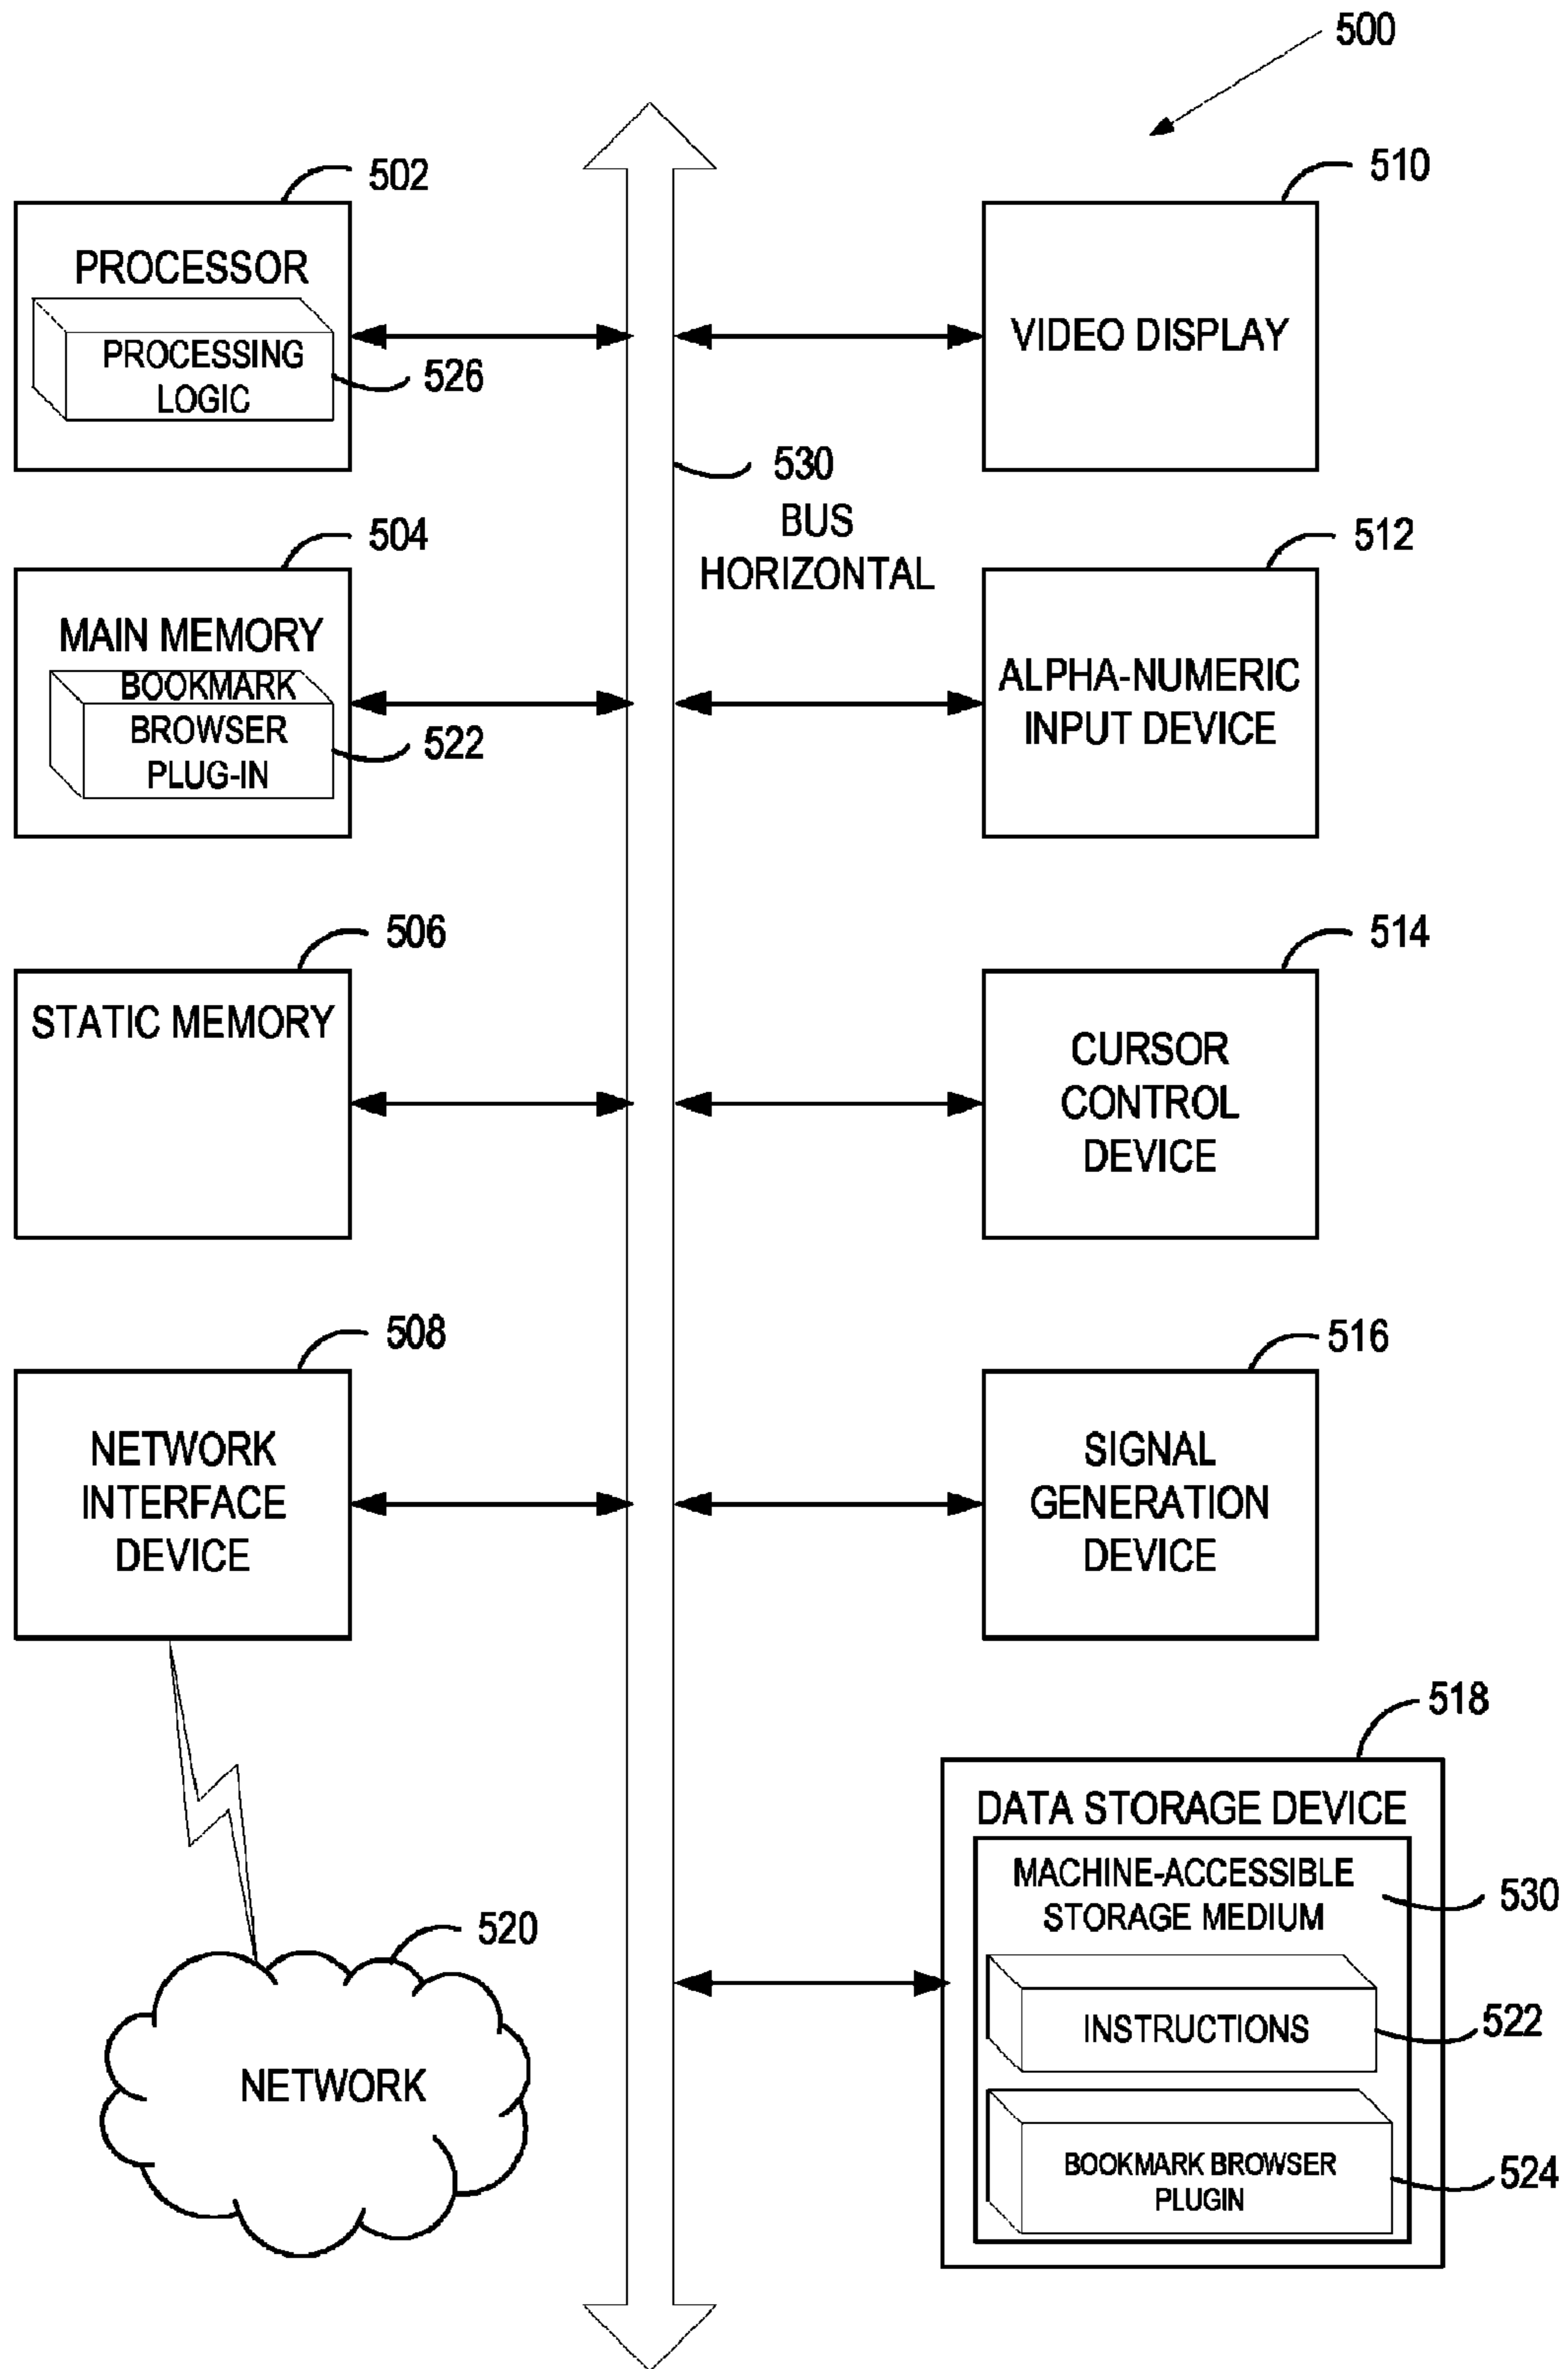 500
502
PROCESSOR
PROCESSING
LOGIC
526
510
VIDEO DISPLAY
530
BUS
HORIZONTAL
504
MAIN MEMORY
BOOKMARK
BROWSER
PLUG-IN
522
512
ALPHA-NUMERIC
INPUT DEVICE
506
STATIC MEMORY
514
CURSOR
CONTROL
DEVICE
508
NETWORK
INTERFACE
DEVICE
516
SIGNAL
GENERATION
DEVICE
520
NETWORK
518
DATA STORAGE DEVICE
MACHINE-ACCESSIBLE
STORAGE MEDIUM
530
INSTRUCTIONS
522
BOOKMARK BROWSER
PLUGIN
524